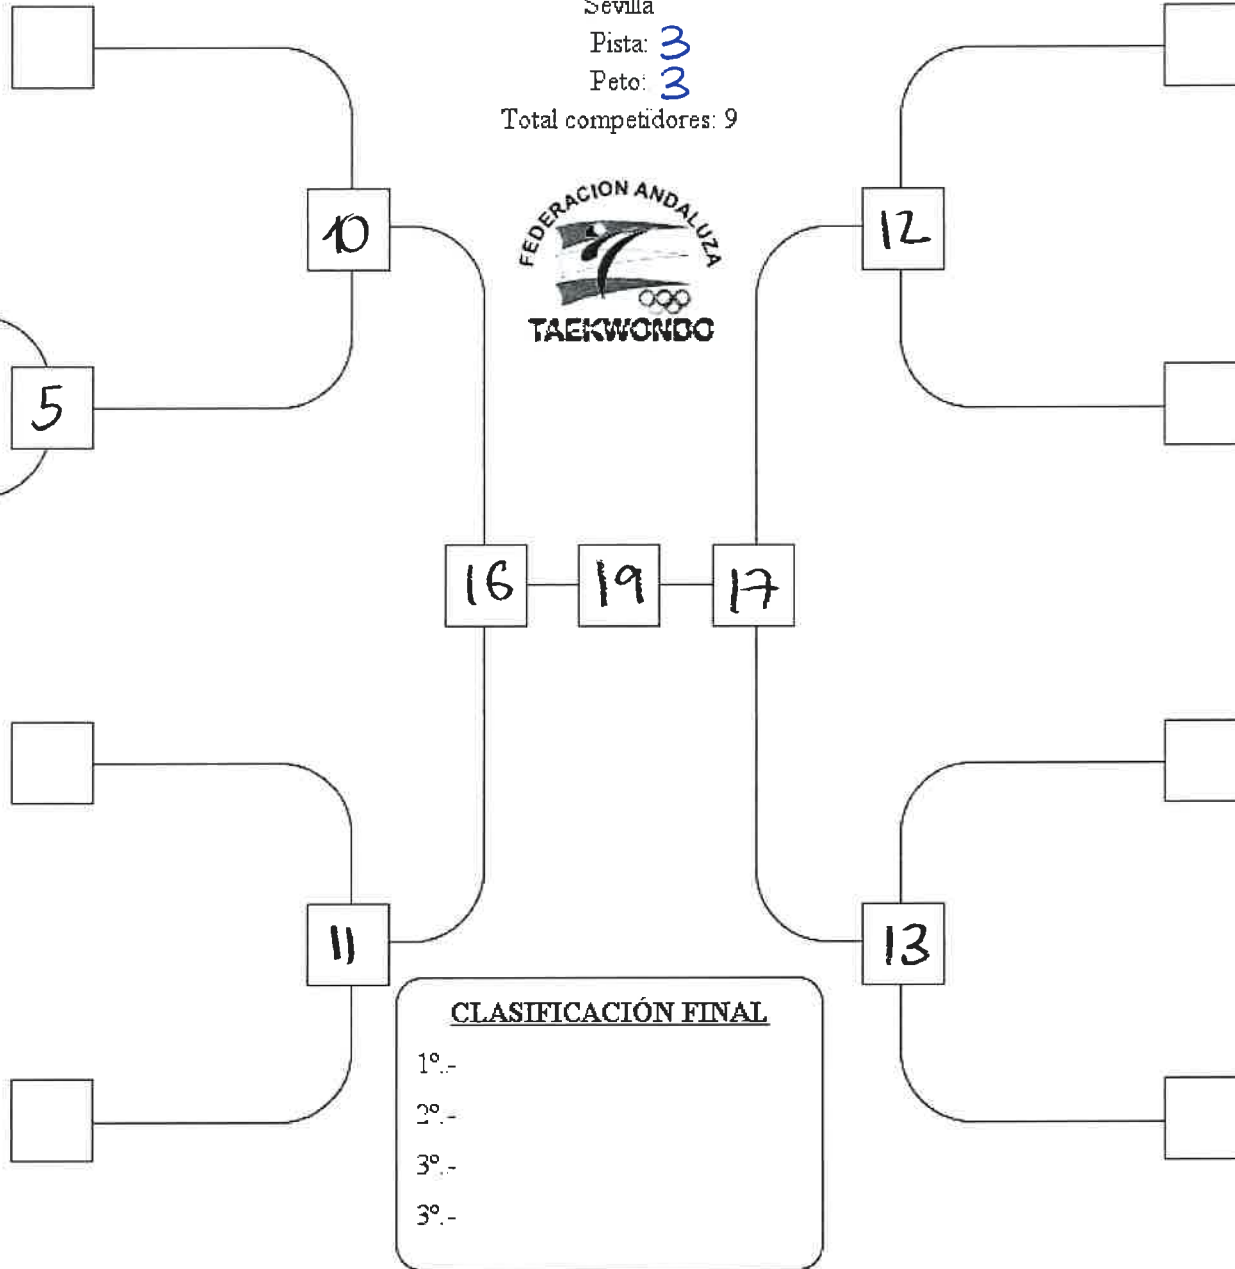 Sevilla
Pista: 3
Peto: 3
Total competidores: 9
FEDERACION ANDALUZA
TAEKWONDO
10
12
5
16
19
17
11
13
CLASIFICACIÓN FINAL
1º.-
2º.-
3º.-
3º.-